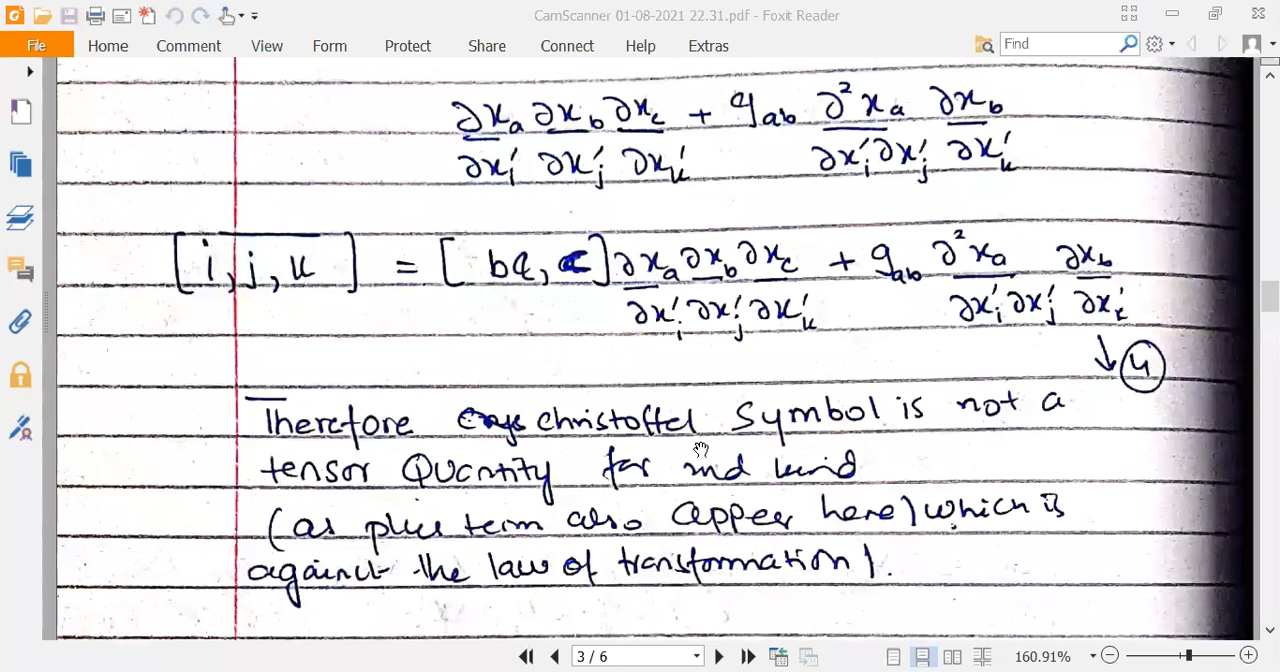 CamScanner 01-08-2021 22.31.pdf - Foxit Reader
File Home Comment View Form Protect Share Connect Help Extras Find
∂x_a ∂x_b ∂x_c + g_ab ∂²x_a ∂x_b
∂x'_i ∂x'_j ∂x'_k ∂x'_i ∂x'_j ∂x'_k
[i, j, k] = [ba, c] ∂x_a ∂x_b ∂x_c + g_ab ∂²x_a ∂x_b
∂x'_i ∂x'_j ∂x'_k ∂x'_i ∂x'_j ∂x'_k
↓ 4
Therefore Christoffel Symbol is not a
tensor Quantity for kind
(as plus term also appeer here) which is
against the law of transformation).
3 / 6 160.91%